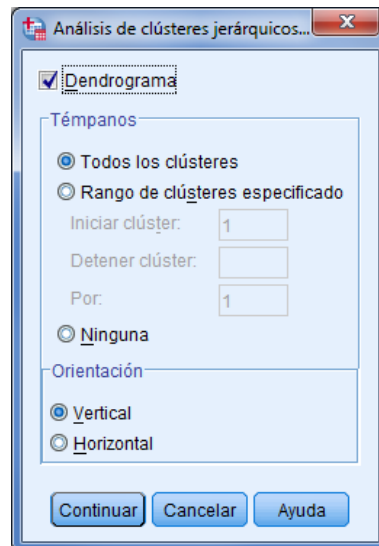 Análisis de clústeres jerárquicos...
Dendrograma
Témpanos
Todos los clústeres
Rango de clústeres especificado
Iniciar clúster: 1
Detener clúster:
Por: 1
Ninguna
Orientación
Vertical
Horizontal
Continuar Cancelar Ayuda